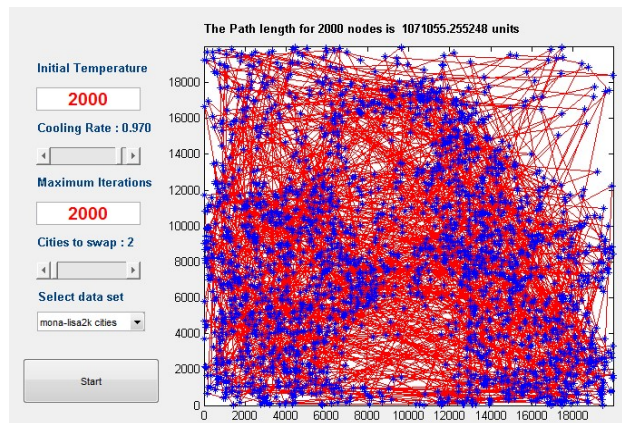 The Path length for 2000 nodes is 1071055.255248 units
Initial Temperature
2000
Cooling Rate : 0.970
Maximum Iterations
2000
Cities to swap : 2
Select data set
mona-lisa2k cities
Start
18000
16000
14000
12000
10000
8000
6000
4000
2000
0
0 2000 4000 6000 8000 10000 12000 14000 16000 18000